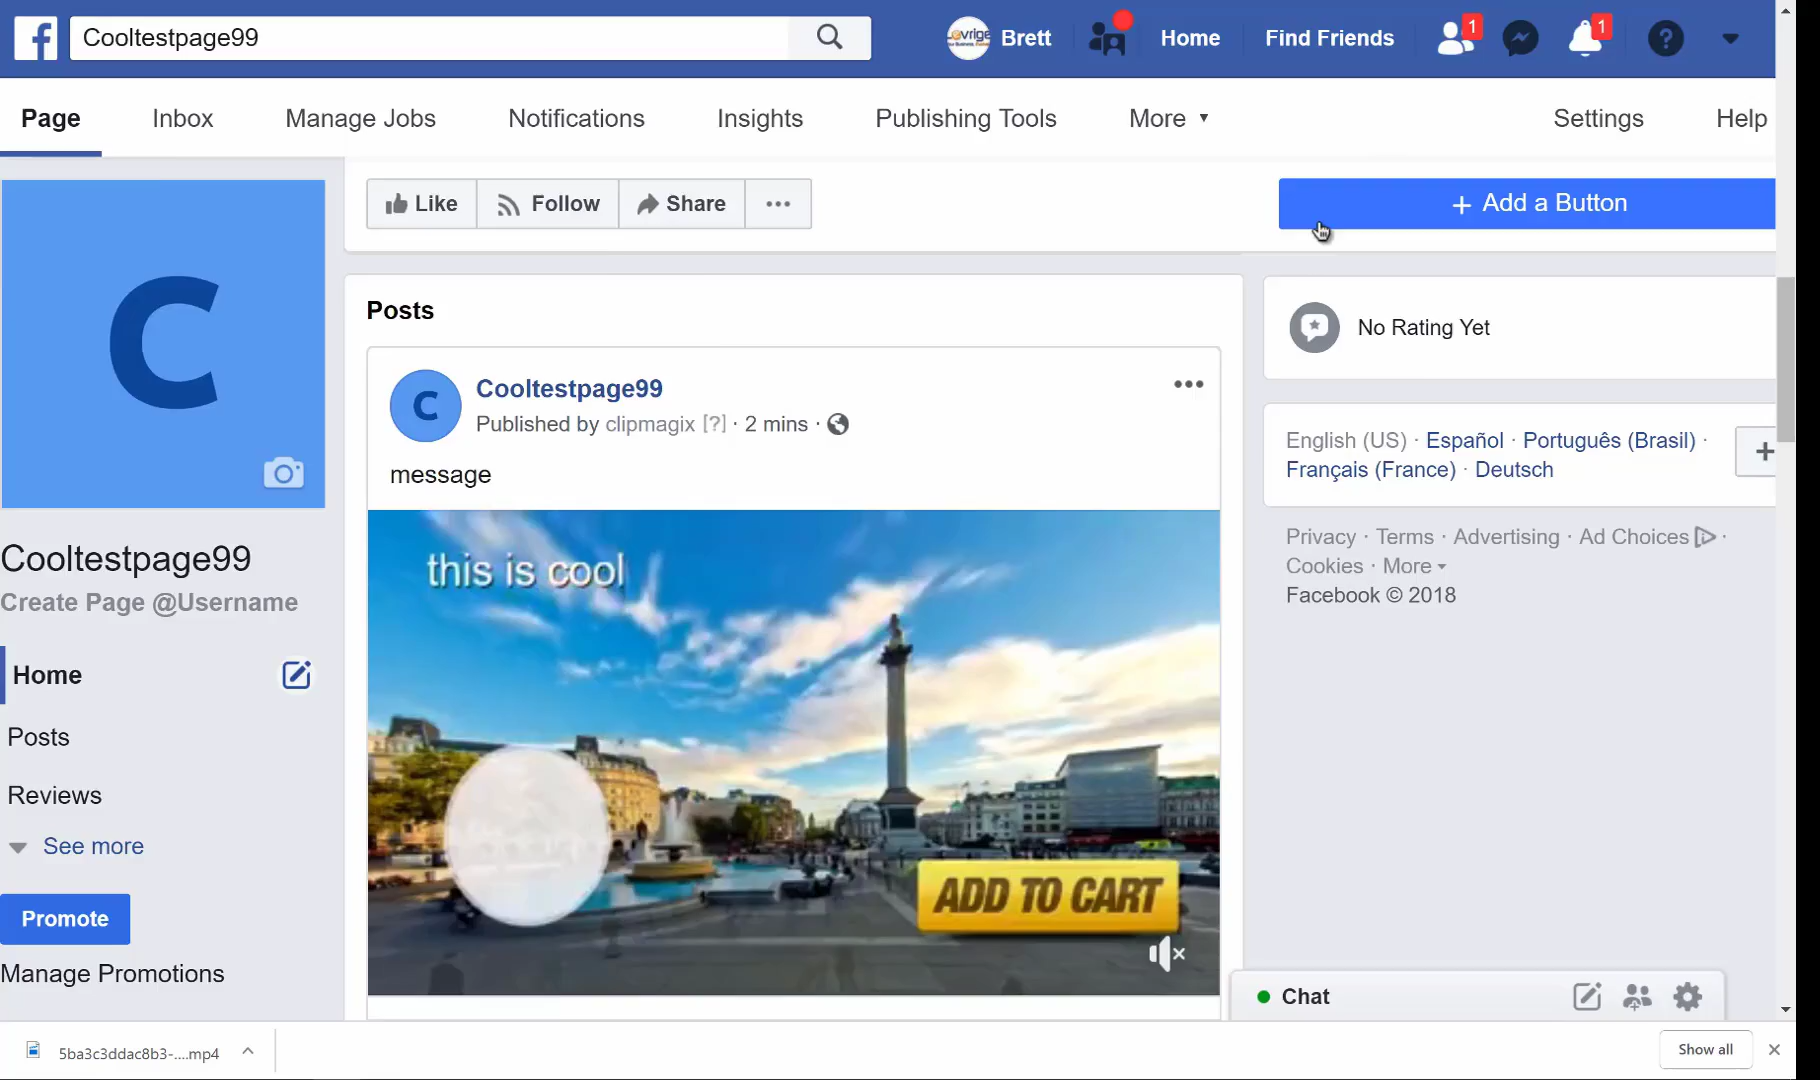 Cooltestpage99
Brett
Home
Find Friends
1
1
?
Page
Inbox
Manage Jobs
Notifications
Insights
Publishing Tools
More
Settings
Help
Like
Follow
Share
+ Add a Button
C
Cooltestpage99
Create Page @Username
Home
Posts
Reviews
See more
Promote
Manage Promotions
Posts
C
Cooltestpage99
Published by clipmagix [?] · 2 mins ·
message
this is cool
ADD TO CART
No Rating Yet
English (US) · Español · Português (Brasil) ·
Français (France) · Deutsch
+
Privacy · Terms · Advertising · Ad Choices ·
Cookies · More
Facebook © 2018
Chat
5ba3c3ddac8b3-....mp4
Show all